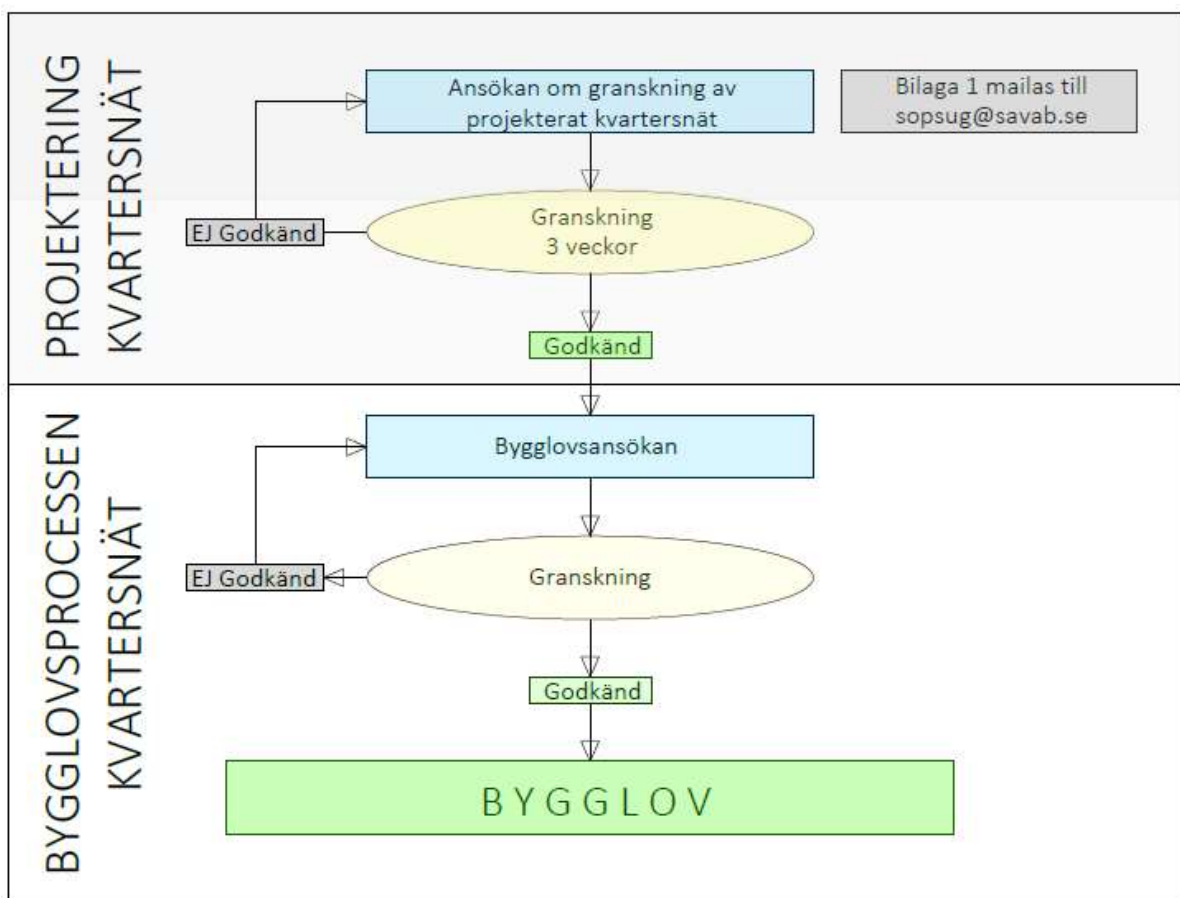 PROJEKTERING
KVARTERSNÄT
Ansökan om granskning av
projekterat kvartersnät
Bilaga 1 mailas till
sopsug@savab.se
EJ Godkänd
Granskning
3 veckor
Godkänd
BYGGLOVSPROCESSEN
KVARTERSNÄT
Bygglovsansökan
EJ Godkänd
Granskning
Godkänd
BYGGLOV